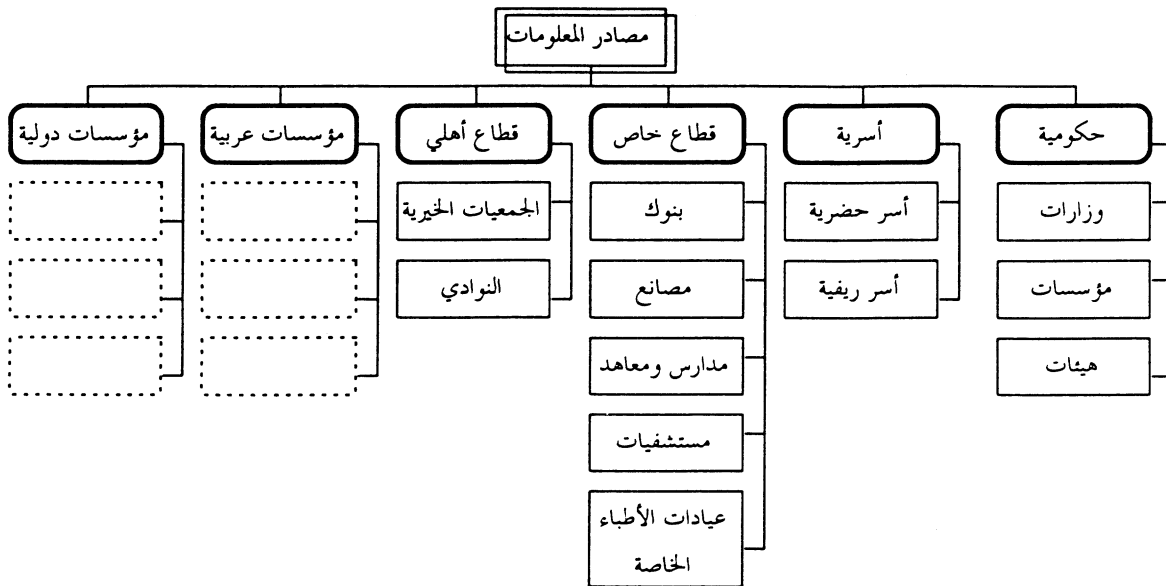 مصادر المعلومات
حكومية
أسرية
قطاع خاص
قطاع أهلي
مؤسسات عربية
مؤسسات دولية
وزارات
أسر حضرية
بنوك
الجمعيات الخيرية
مؤسسات
أسر ريفية
مصانع
النوادي
هيئات
مدارس ومعاهد
مستشفيات
عيادات الأطباء
الخاصة